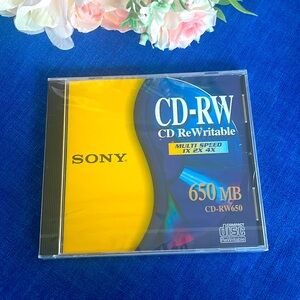 CD-RW
CD ReWritable
MULTI SPEED
1X 2X 4X
SONY
650 MB
CD-RW650
COMPACT
disc
ReWritable